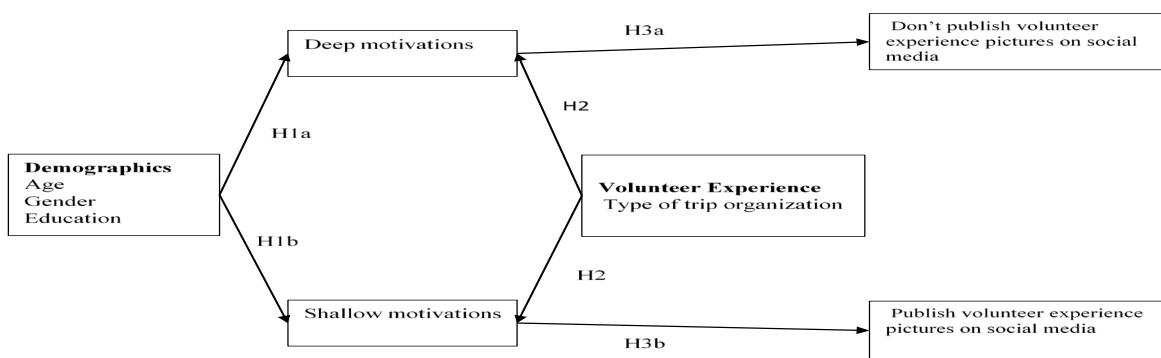 Deep motivations
H3a
Don’t publish volunteer
experience pictures on social
media
H2
H1a
Demographics
Age
Gender
Education
Volunteer Experience
Type of trip organization
H1b
H2
Shallow motivations
H3b
Publish volunteer experience
pictures on social media